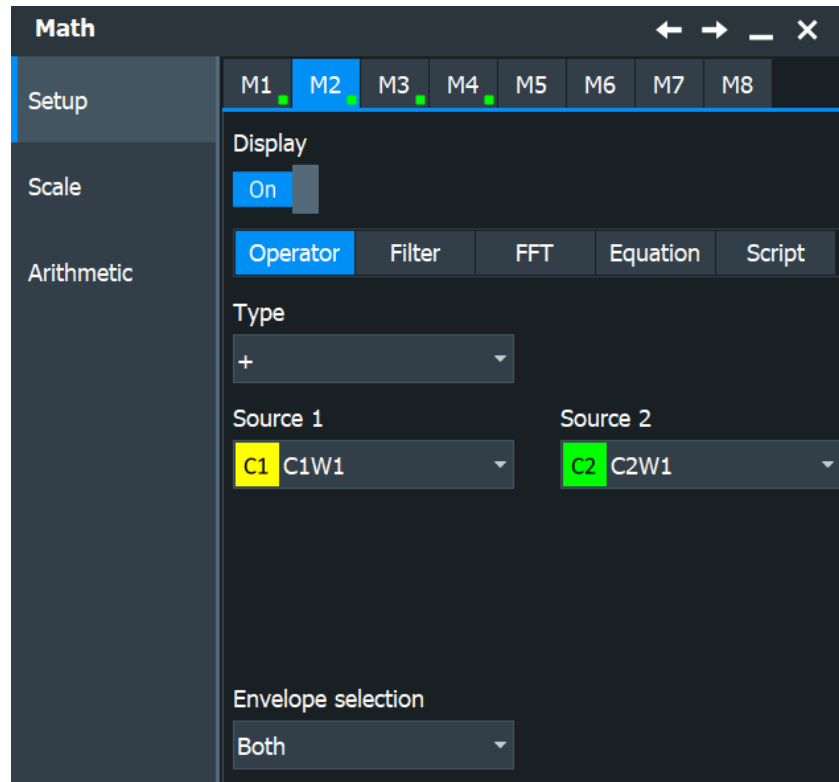 Math
Setup
Scale
Arithmetic
M1 M2 M3 M4 M5 M6 M7 M8
Display
On
Operator Filter FFT Equation Script
Type
+
Source 1 Source 2
C1 C1W1 C2 C2W1
Envelope selection
Both